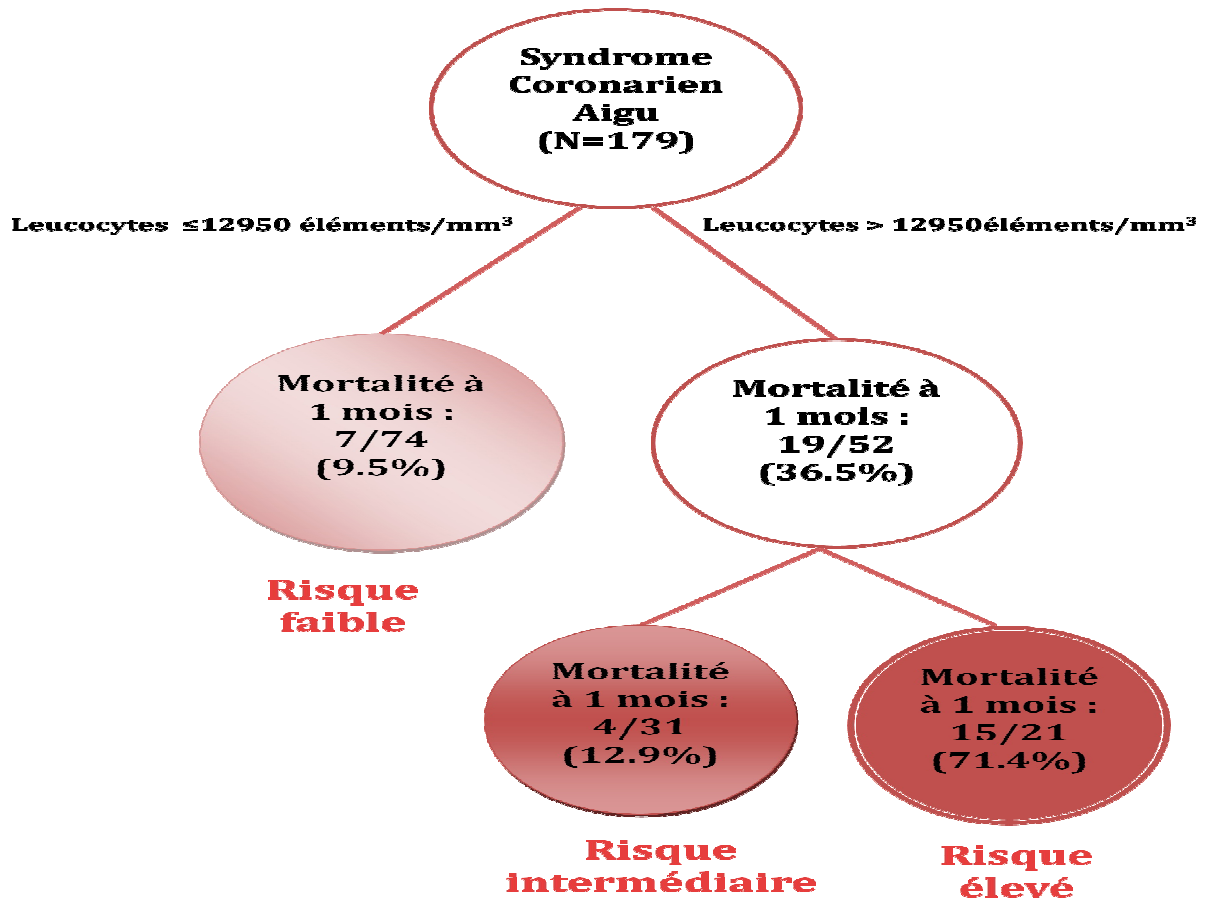 Syndrome
Coronarien
Aigu
(N=179)
Leucocytes ≤12950 éléments/mm³
Leucocytes > 12950éléments/mm³
Mortalité à
1 mois :
7/74
(9.5%)
Mortalité à
1 mois :
19/52
(36.5%)
Risque
faible
Mortalité
à 1 mois :
4/31
(12.9%)
Mortalité
à 1 mois :
15/21
(71.4%)
Risque
intermédiaire
Risque
élevé